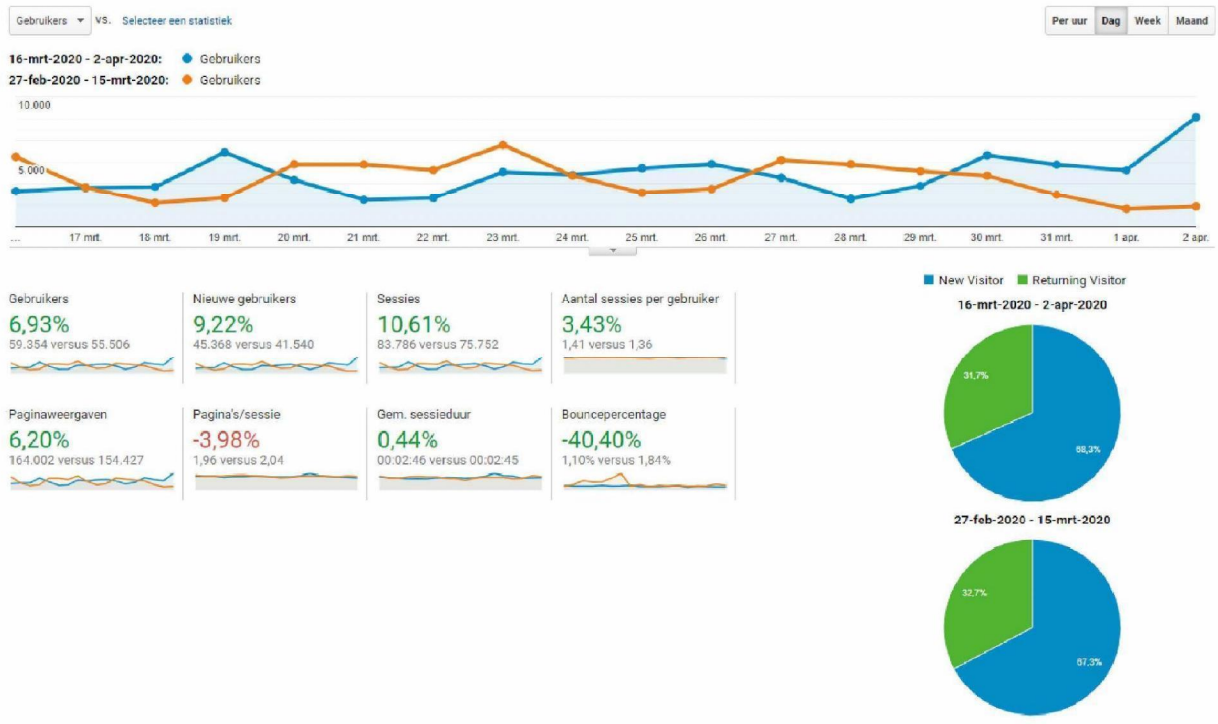 Gebruikers vs. Selecteer een statistiek
Per uur Dag Week Maand
16-mrt-2020 - 2-apr-2020: Gebruikers
27-feb-2020 - 15-mrt-2020: Gebruikers
10.000
5.000
... 17 mrt. 18 mrt. 19 mrt. 20 mrt. 21 mrt. 22 mrt. 23 mrt. 24 mrt. 25 mrt. 26 mrt. 27 mrt. 28 mrt. 29 mrt. 30 mrt. 31 mrt. 1 apr. 2 apr.
Gebruikers
6,93%
59.354 versus 55.506
Nieuwe gebruikers
9,22%
45.368 versus 41.540
Sessies
10,61%
83.786 versus 75.752
Aantal sessies per gebruiker
3,43%
1,41 versus 1,36
Paginaweergaven
6,20%
164.002 versus 154.427
Pagina's/sessie
-3,98%
1,96 versus 2,04
Gem. sessieduur
0,44%
00:02:46 versus 00:02:45
Bouncepercentage
-40,40%
1,10% versus 1,84%
New Visitor Returning Visitor
16-mrt-2020 - 2-apr-2020
31,7%
68,3%
27-feb-2020 - 15-mrt-2020
32,7%
67,3%